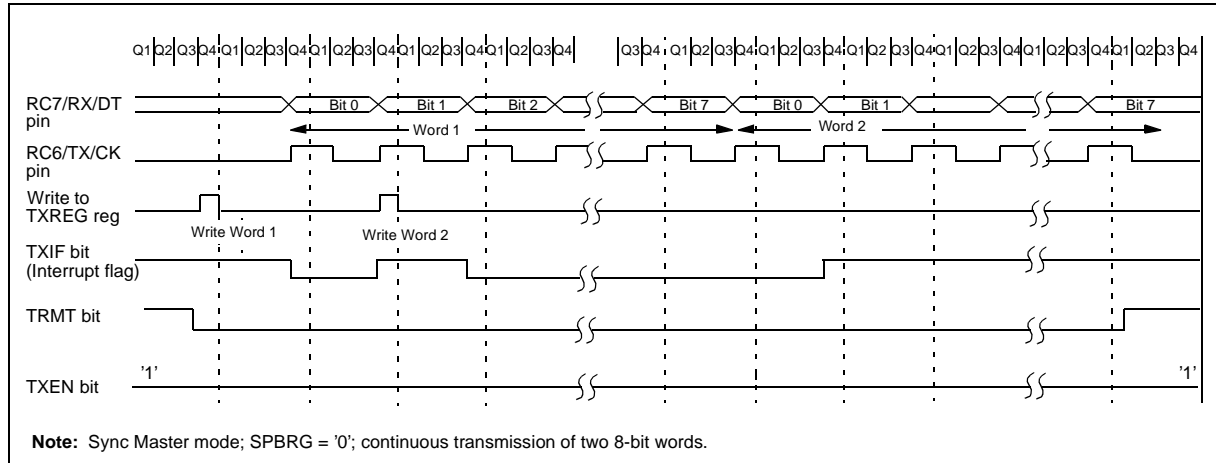 Q1 Q2 Q3 Q4 Q1 Q2 Q3 Q4 Q1 Q2 Q3 Q4 Q1 Q2 Q3 Q4 Q1 Q2 Q3 Q4 Q3 Q4 Q1 Q2 Q3 Q4 Q1 Q2 Q3 Q4 Q1 Q2 Q3 Q4 Q1 Q2 Q3 Q4 Q1 Q2 Q3 Q4 Q1 Q2 Q3 Q4
RC7/RX/DT
pin
Bit 0 Bit 1 Bit 2 Bit 7 Bit 0 Bit 1 Bit 7
Word 1 Word 2
RC6/TX/CK
pin
Write to
TXREG reg
Write Word 1 Write Word 2
TXIF bit
(Interrupt flag)
TRMT bit
'1' '1'
TXEN bit
Note: Sync Master mode; SPBRG = '0'; continuous transmission of two 8-bit words.